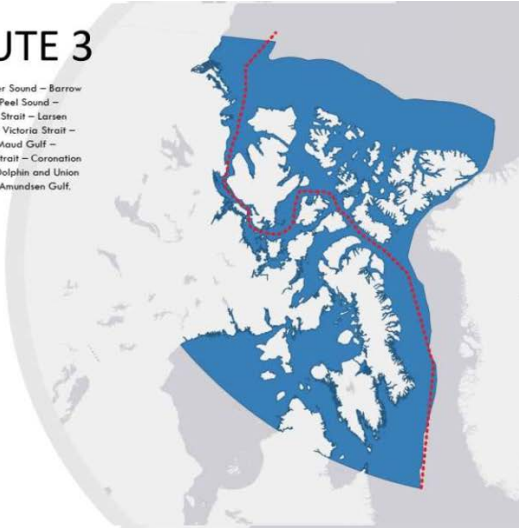 UTE 3
er Sound – Barrow
Peel Sound –
Strait – Larsen
Victoria Strait –
Maud Gulf –
trait – Coronation
Dolphin and Union
Amundsen Gulf.